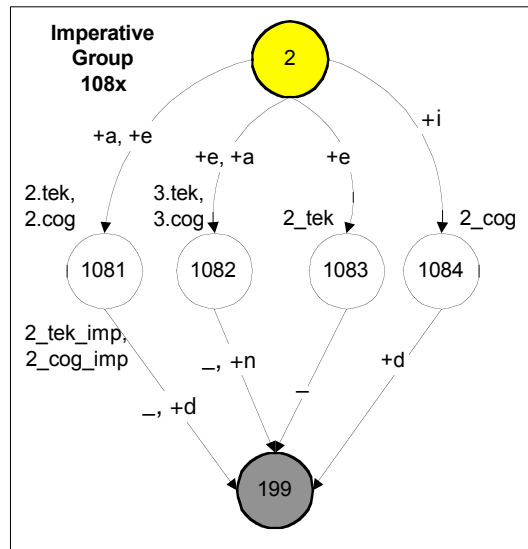 Imperative
Group
108x
2
+a, +e
+e, +a
+e
+i
2.tek,
2.cog
3.tek,
3.cog
2_tek
2_cog
1081
1082
1083
1084
2_tek_imp,
2_cog_imp
_, +d
_, +n
_
+d
199